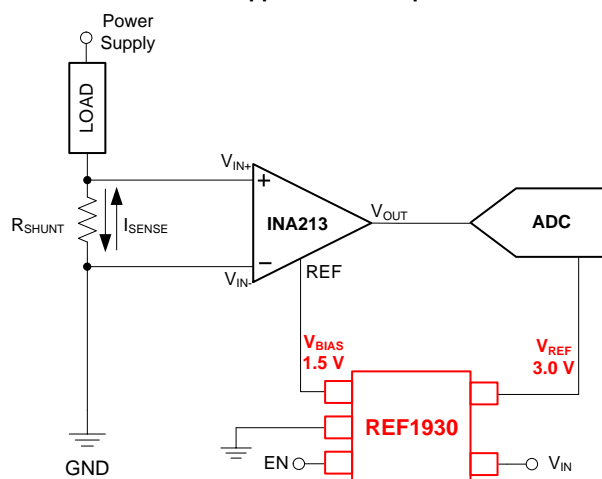 Power
Supply
LOAD
VIN+
+
RSHUNT
ISENSE
INA213
VOUT
ADC
−
VIN-
REF
VBIAS
1.5 V
VREF
3.0 V
REF1930
GND
EN
VIN